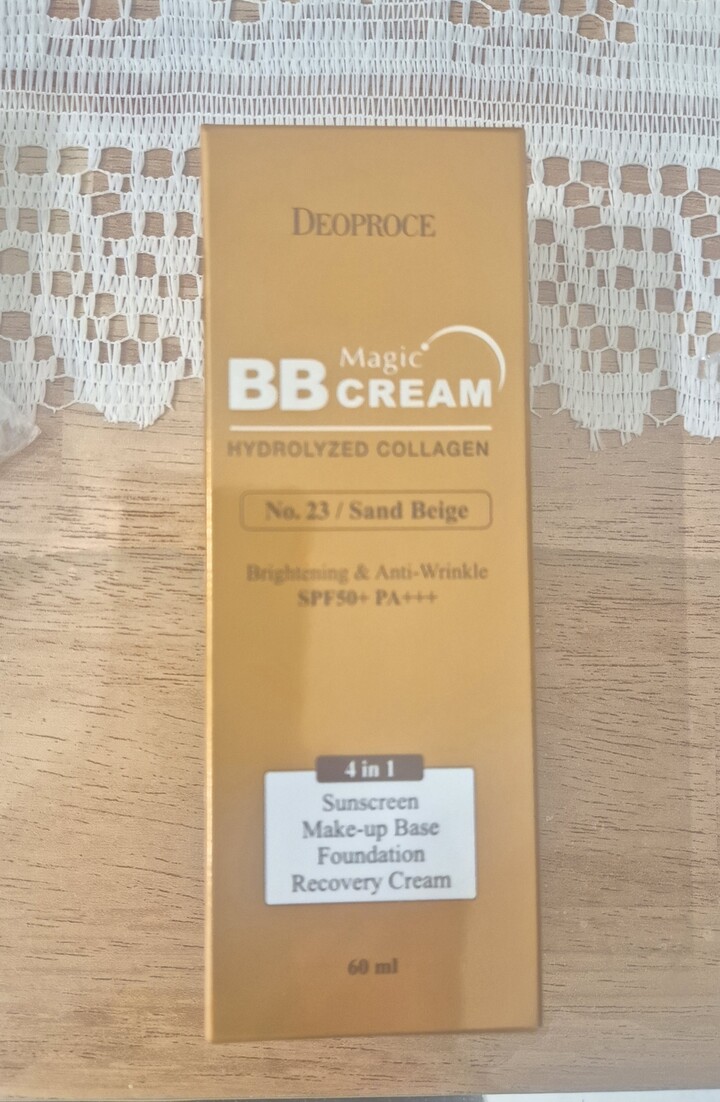 DEOPROCE
Magic
BB CREAM
HYDROLYZED COLLAGEN
No. 23 / Sand Beige
Brightening & Anti-Wrinkle
SPF50+ PA+++
4 in 1
Sunscreen
Make-up Base
Foundation
Recovery Cream
60 ml